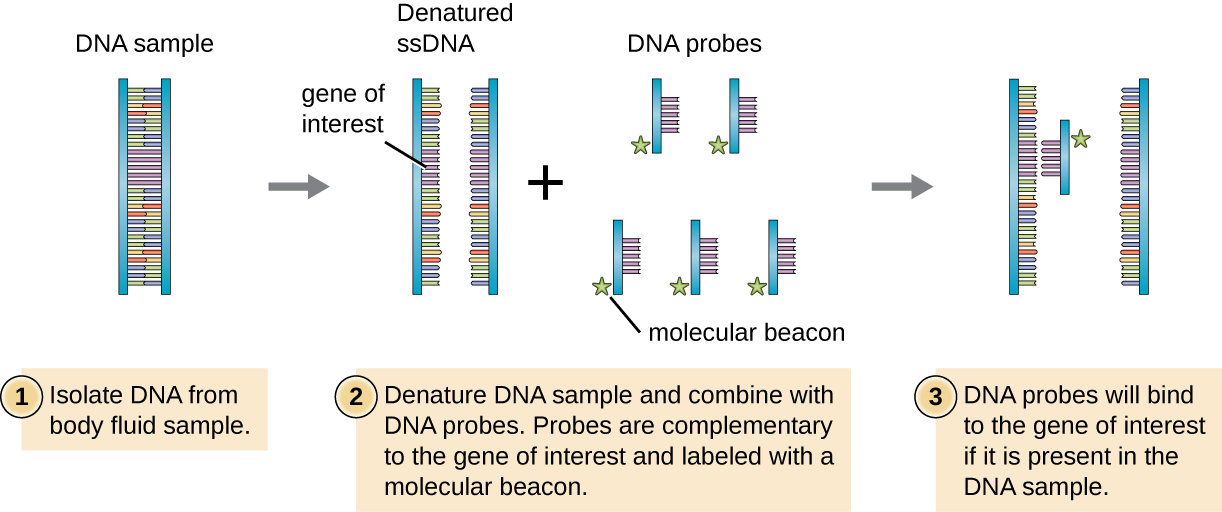 DNA sample
Denatured
ssDNA
DNA probes
gene of
interest
molecular beacon
1
Isolate DNA from
body fluid sample.
2
Denature DNA sample and combine with
DNA probes. Probes are complementary
to the gene of interest and labeled with a
molecular beacon.
3
DNA probes will bind
to the gene of interest
if it is present in the
DNA sample.